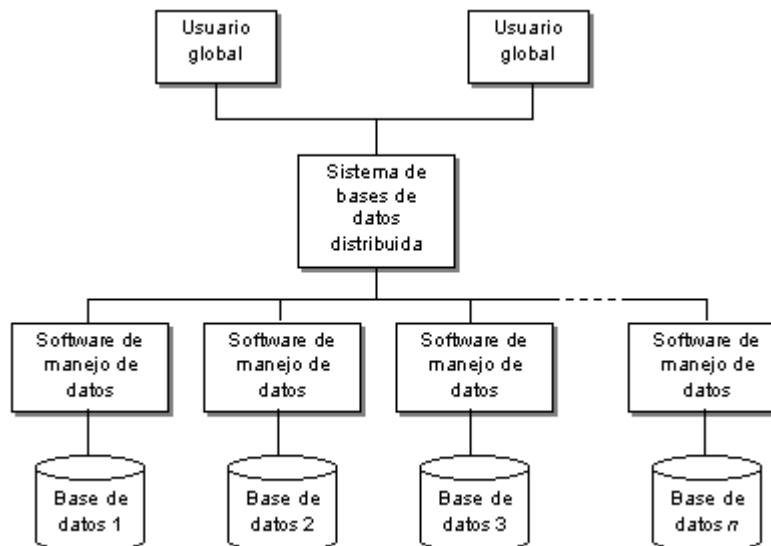 Usuario
global
Usuario
global
Sistema de
bases de
datos
distribuida
Software de
manejo de
datos
Software de
manejo de
datos
Software de
manejo de
datos
Software de
manejo de
datos
Base de
datos 1
Base de
datos 2
Base de
datos 3
Base de
datos n